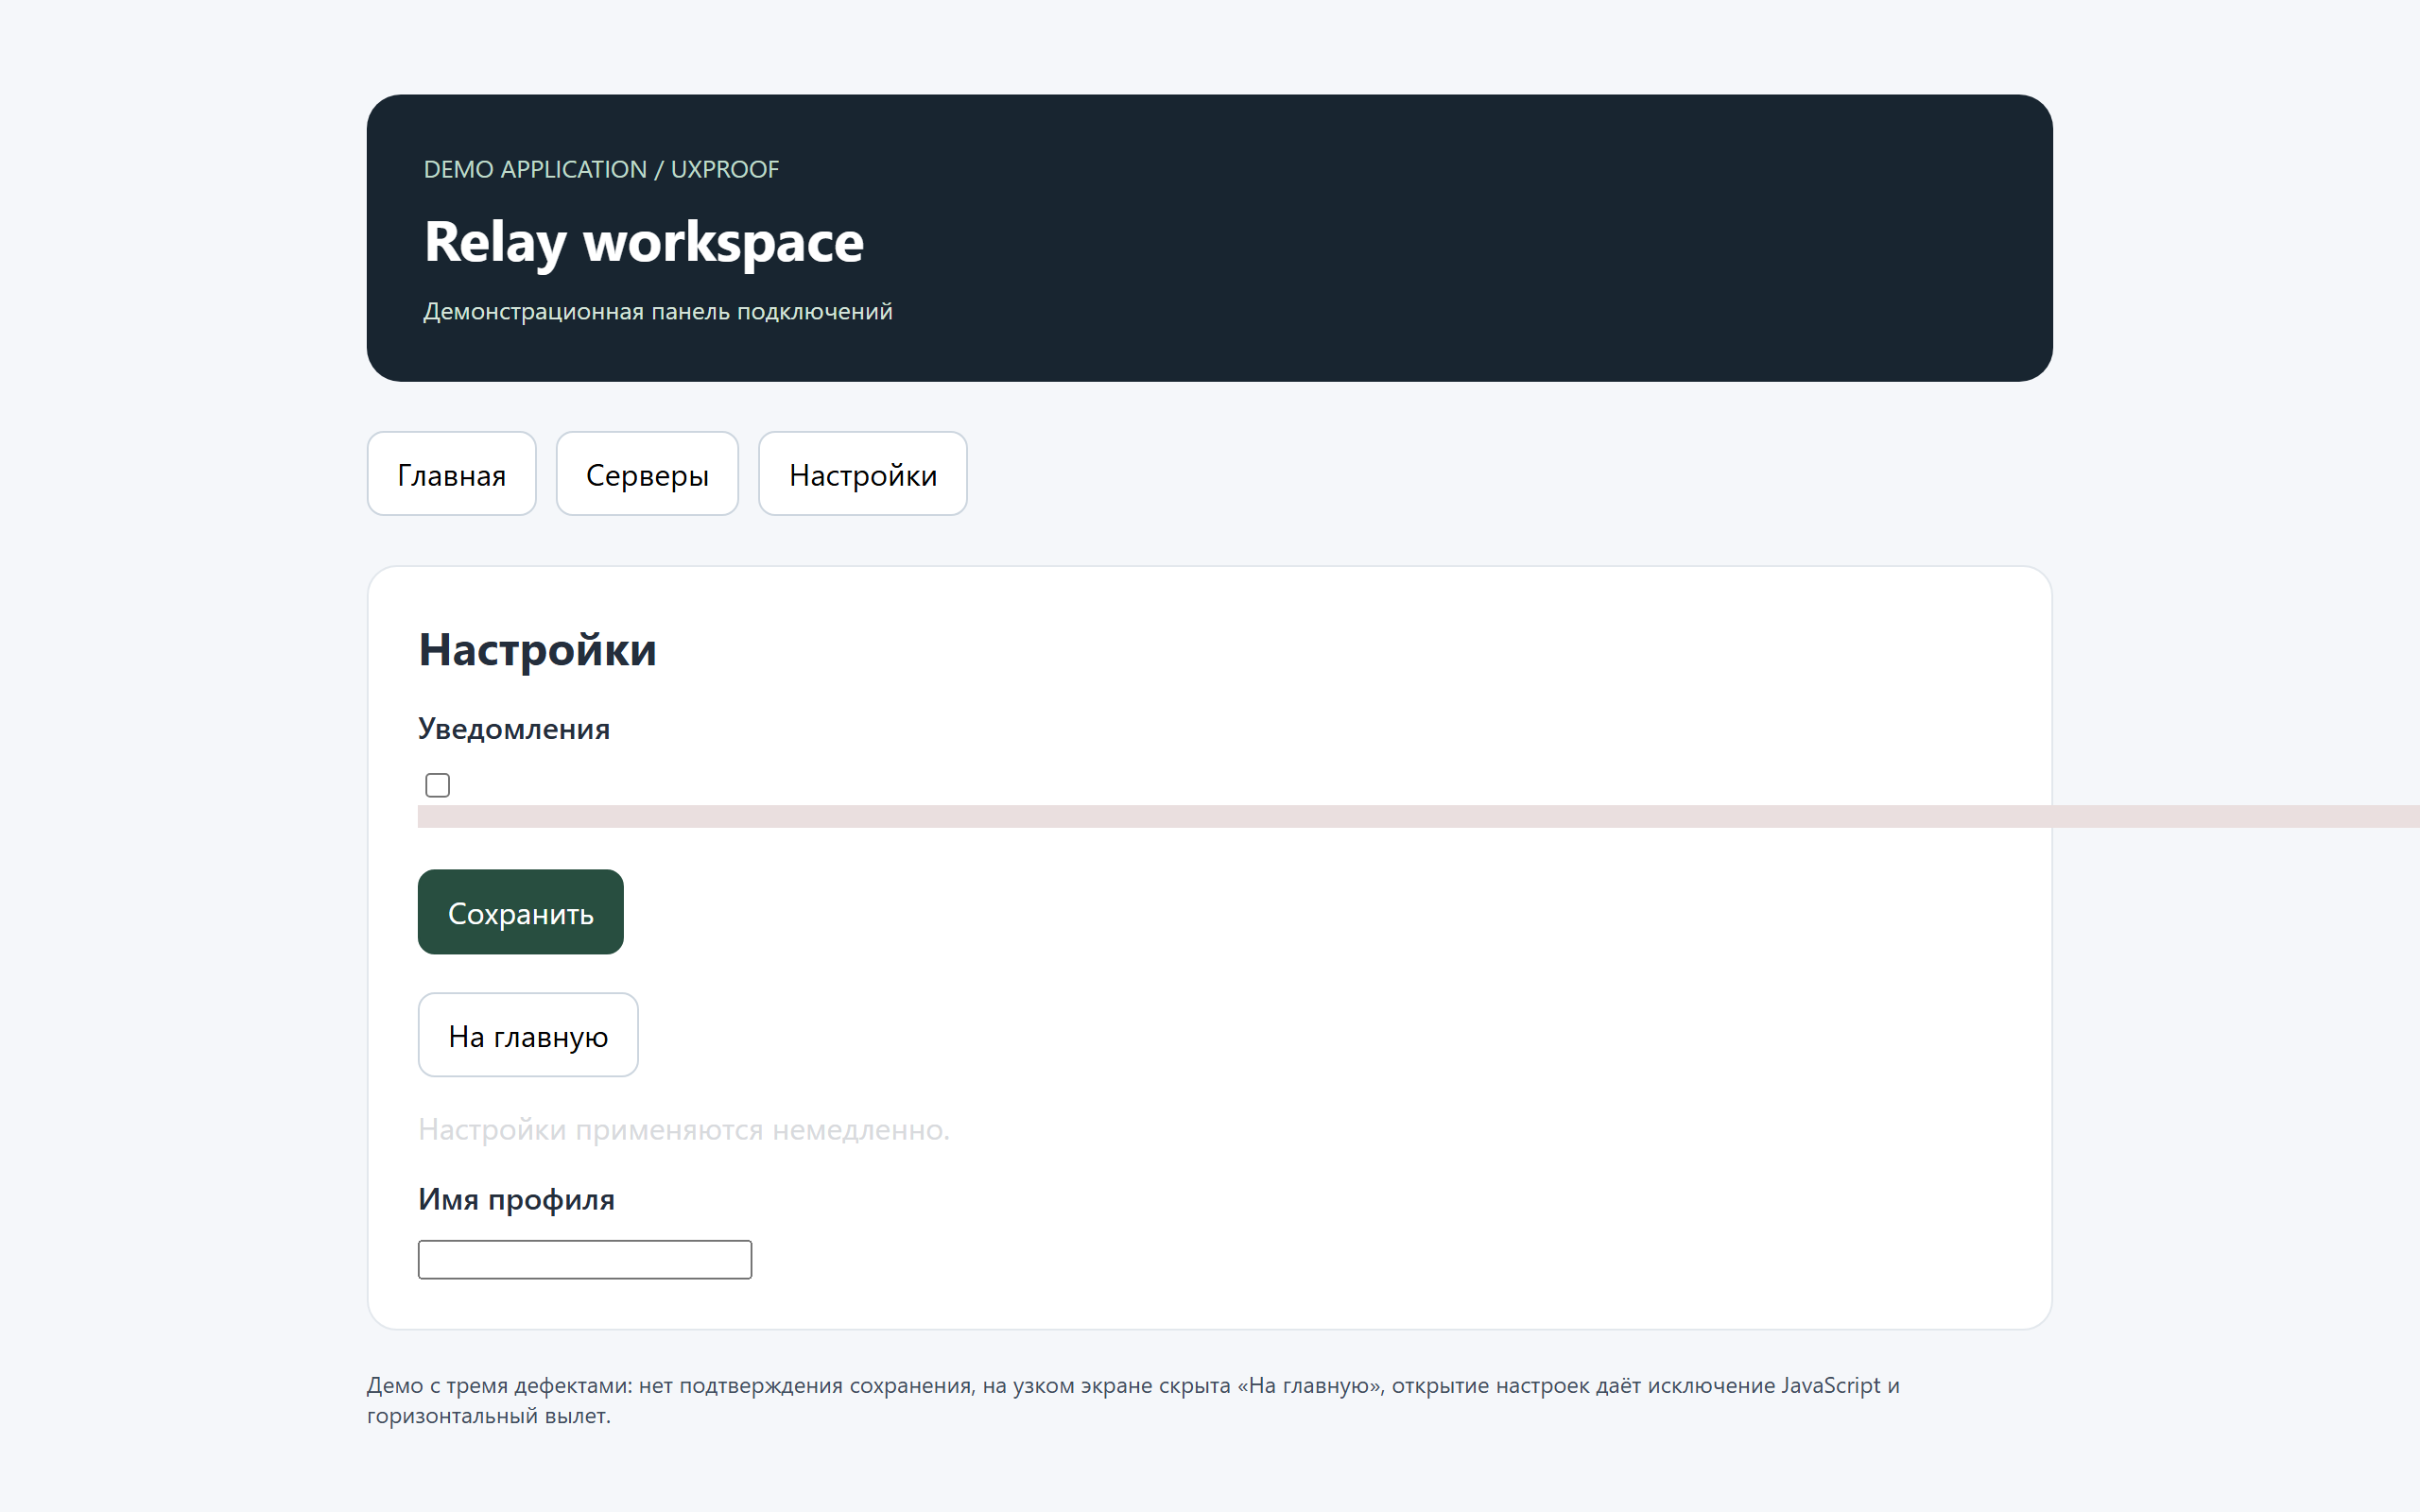 DEMO APPLICATION / UXPROOF
Relay workspace
Демонстрационная панель подключений
Главная
Серверы
Настройки
Настройки
Уведомления
Сохранить
На главную
Настройки применяются немедленно.
Имя профиля
Демо с тремя дефектами: нет подтверждения сохранения, на узком экране скрыта «На главную», открытие настроек даёт исключение JavaScript и
горизонтальный вылет.